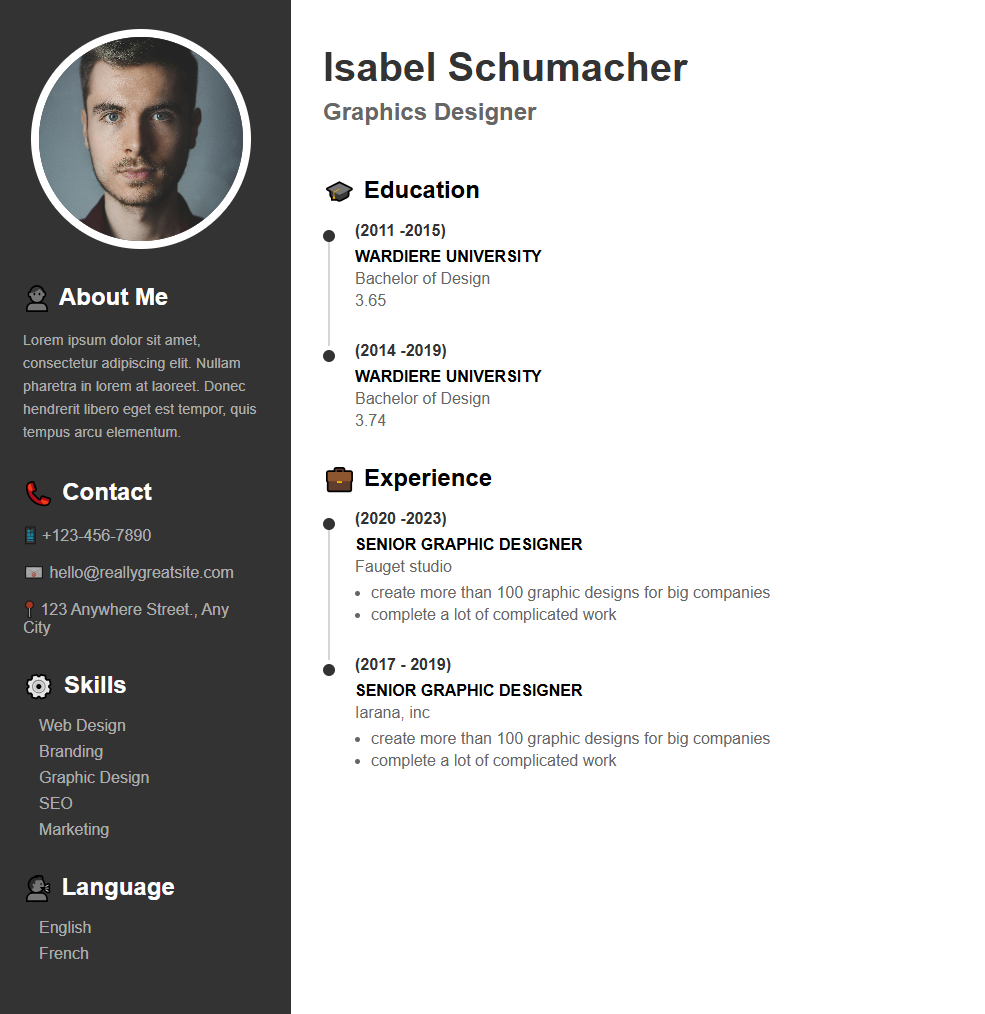 About Me
Lorem ipsum dolor sit amet,
consectetur adipiscing elit. Nullam
pharetra in lorem at laoreet. Donec
hendrerit libero eget est tempor, quis
tempus arcu elementum.
Contact
+123-456-7890
hello@reallygreatsite.com
123 Anywhere Street., Any
City
Skills
Web Design
Branding
Graphic Design
SEO
Marketing
Language
English
French
Isabel Schumacher
Graphics Designer
Education
(2011 -2015)
WARDIERE UNIVERSITY
Bachelor of Design
3.65
(2014 -2019)
WARDIERE UNIVERSITY
Bachelor of Design
3.74
Experience
(2020 -2023)
SENIOR GRAPHIC DESIGNER
Fauget studio
• create more than 100 graphic designs for big companies
• complete a lot of complicated work
(2017 - 2019)
SENIOR GRAPHIC DESIGNER
larana, inc
• create more than 100 graphic designs for big companies
• complete a lot of complicated work